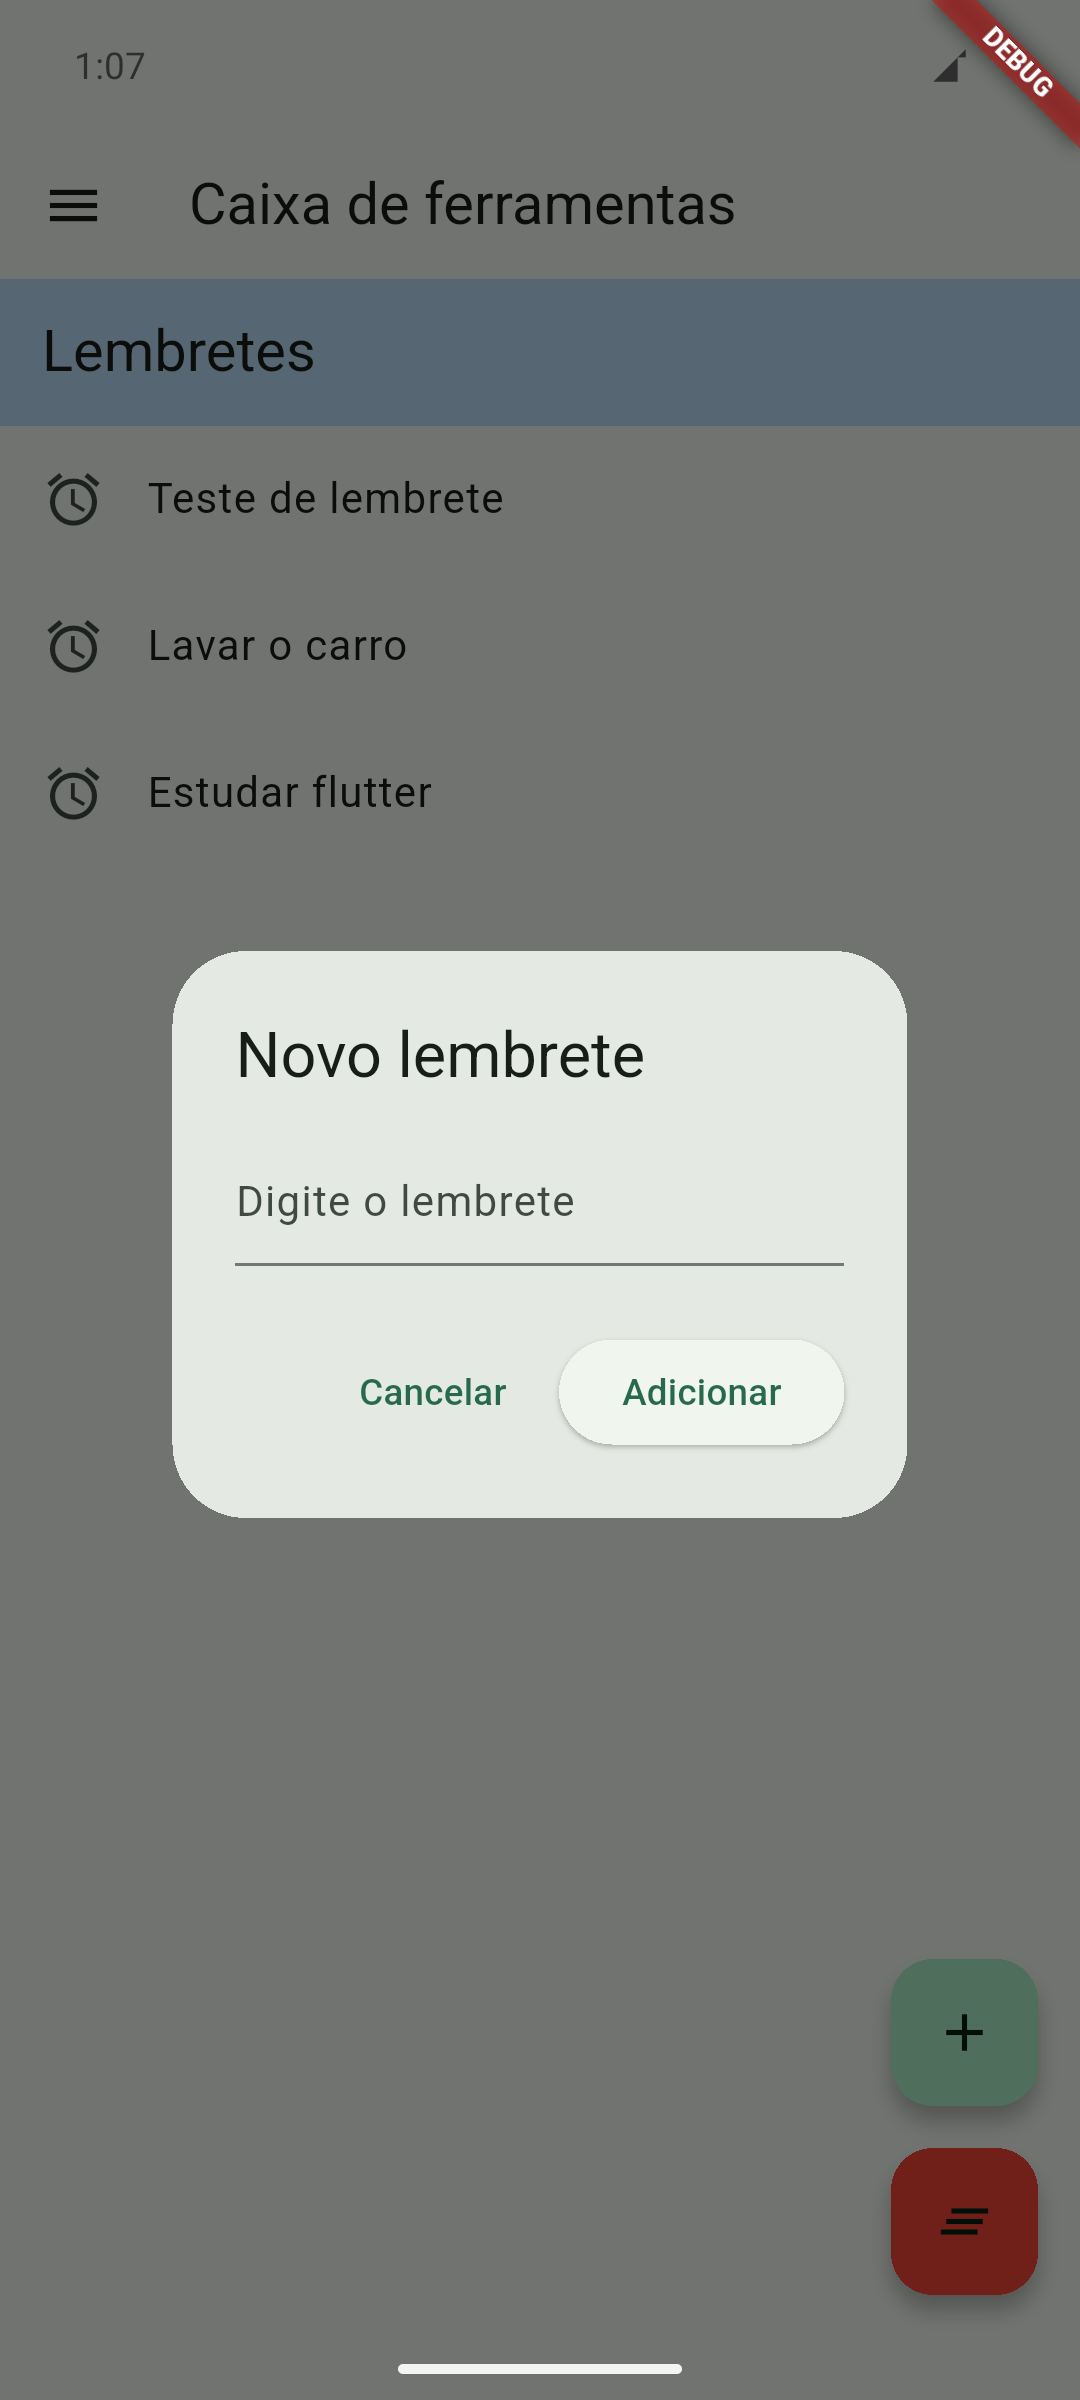 1:07
DEBUG
Caixa de ferramentas
Lembretes
Teste de lembrete
Lavar o carro
Estudar flutter
Novo lembrete
Digite o lembrete
Cancelar
Adicionar